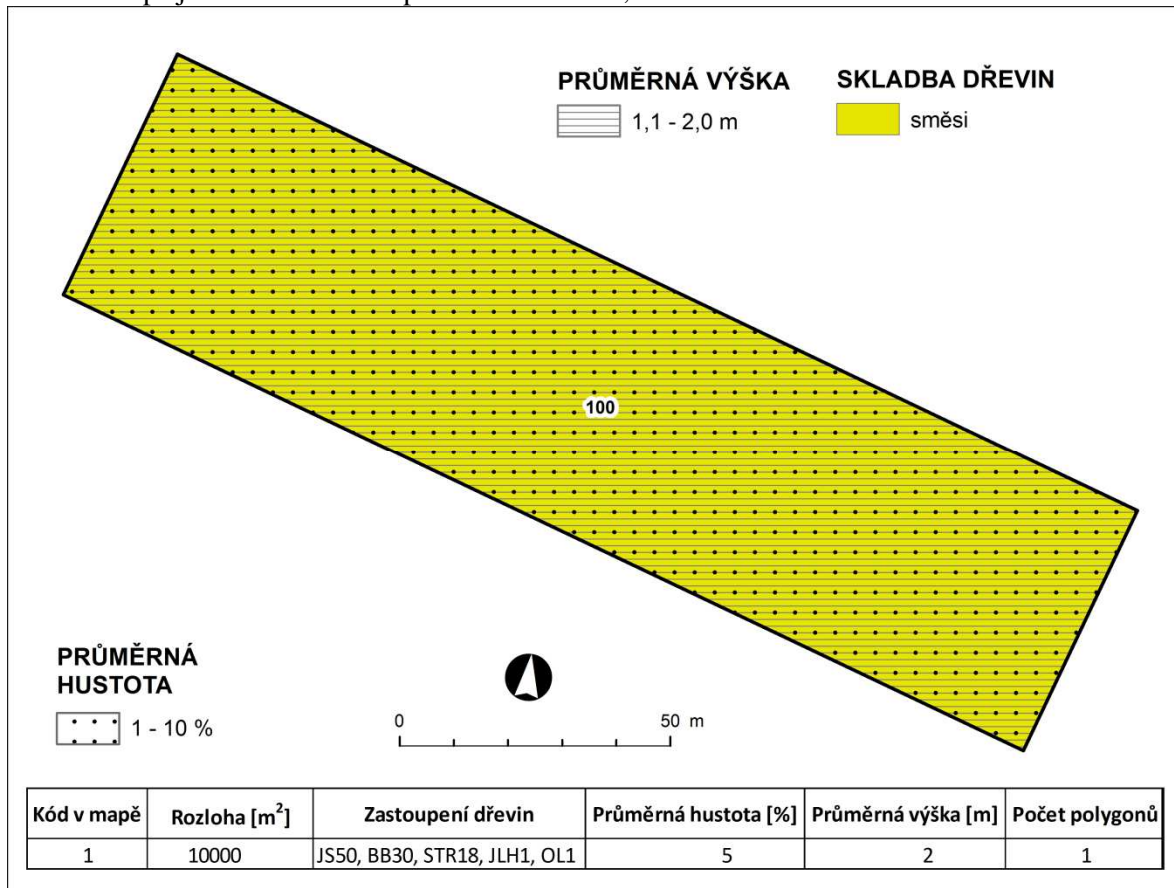 PRŮMĚRNÁ VÝŠKA
1,1 - 2,0 m
SKLADBA DŘEVIN
směsi
100
PRŮMĚRNÁ
HUSTOTA
1 - 10 %
0 50 m
Kód v mapě Rozloha [m²] Zastoupení dřevin Průměrná hustota [%] Průměrná výška [m] Počet polygonů
1 10000 JS50, BB30, STR18, JLH1, OL1 5 2 1